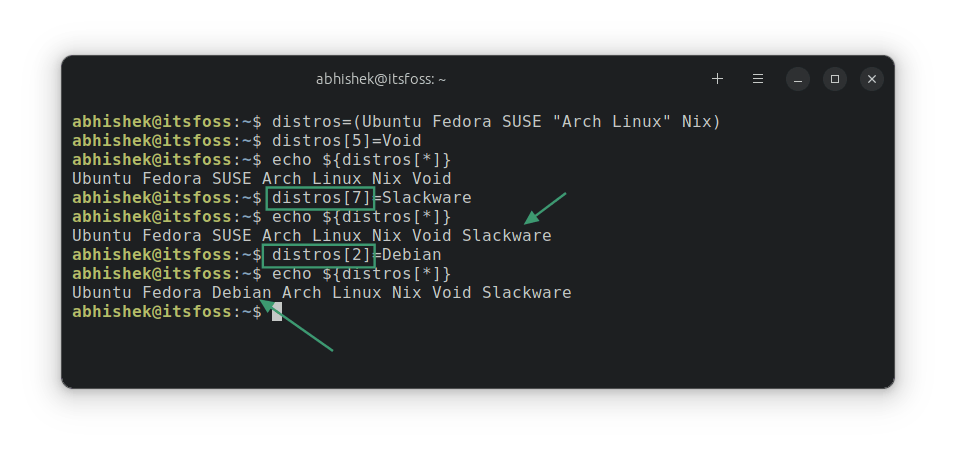 abhishek@itsfoss: ~
abhishek@itsfoss:~$ distros=(Ubuntu Fedora SUSE "Arch Linux" Nix)
abhishek@itsfoss:~$ distros[5]=Void
abhishek@itsfoss:~$ echo ${distros[*]}
Ubuntu Fedora SUSE Arch Linux Nix Void
abhishek@itsfoss:~$ distros[7]=Slackware
abhishek@itsfoss:~$ echo ${distros[*]}
Ubuntu Fedora SUSE Arch Linux Nix Void Slackware
abhishek@itsfoss:~$ distros[2]=Debian
abhishek@itsfoss:~$ echo ${distros[*]}
Ubuntu Fedora Debian Arch Linux Nix Void Slackware
abhishek@itsfoss:~$